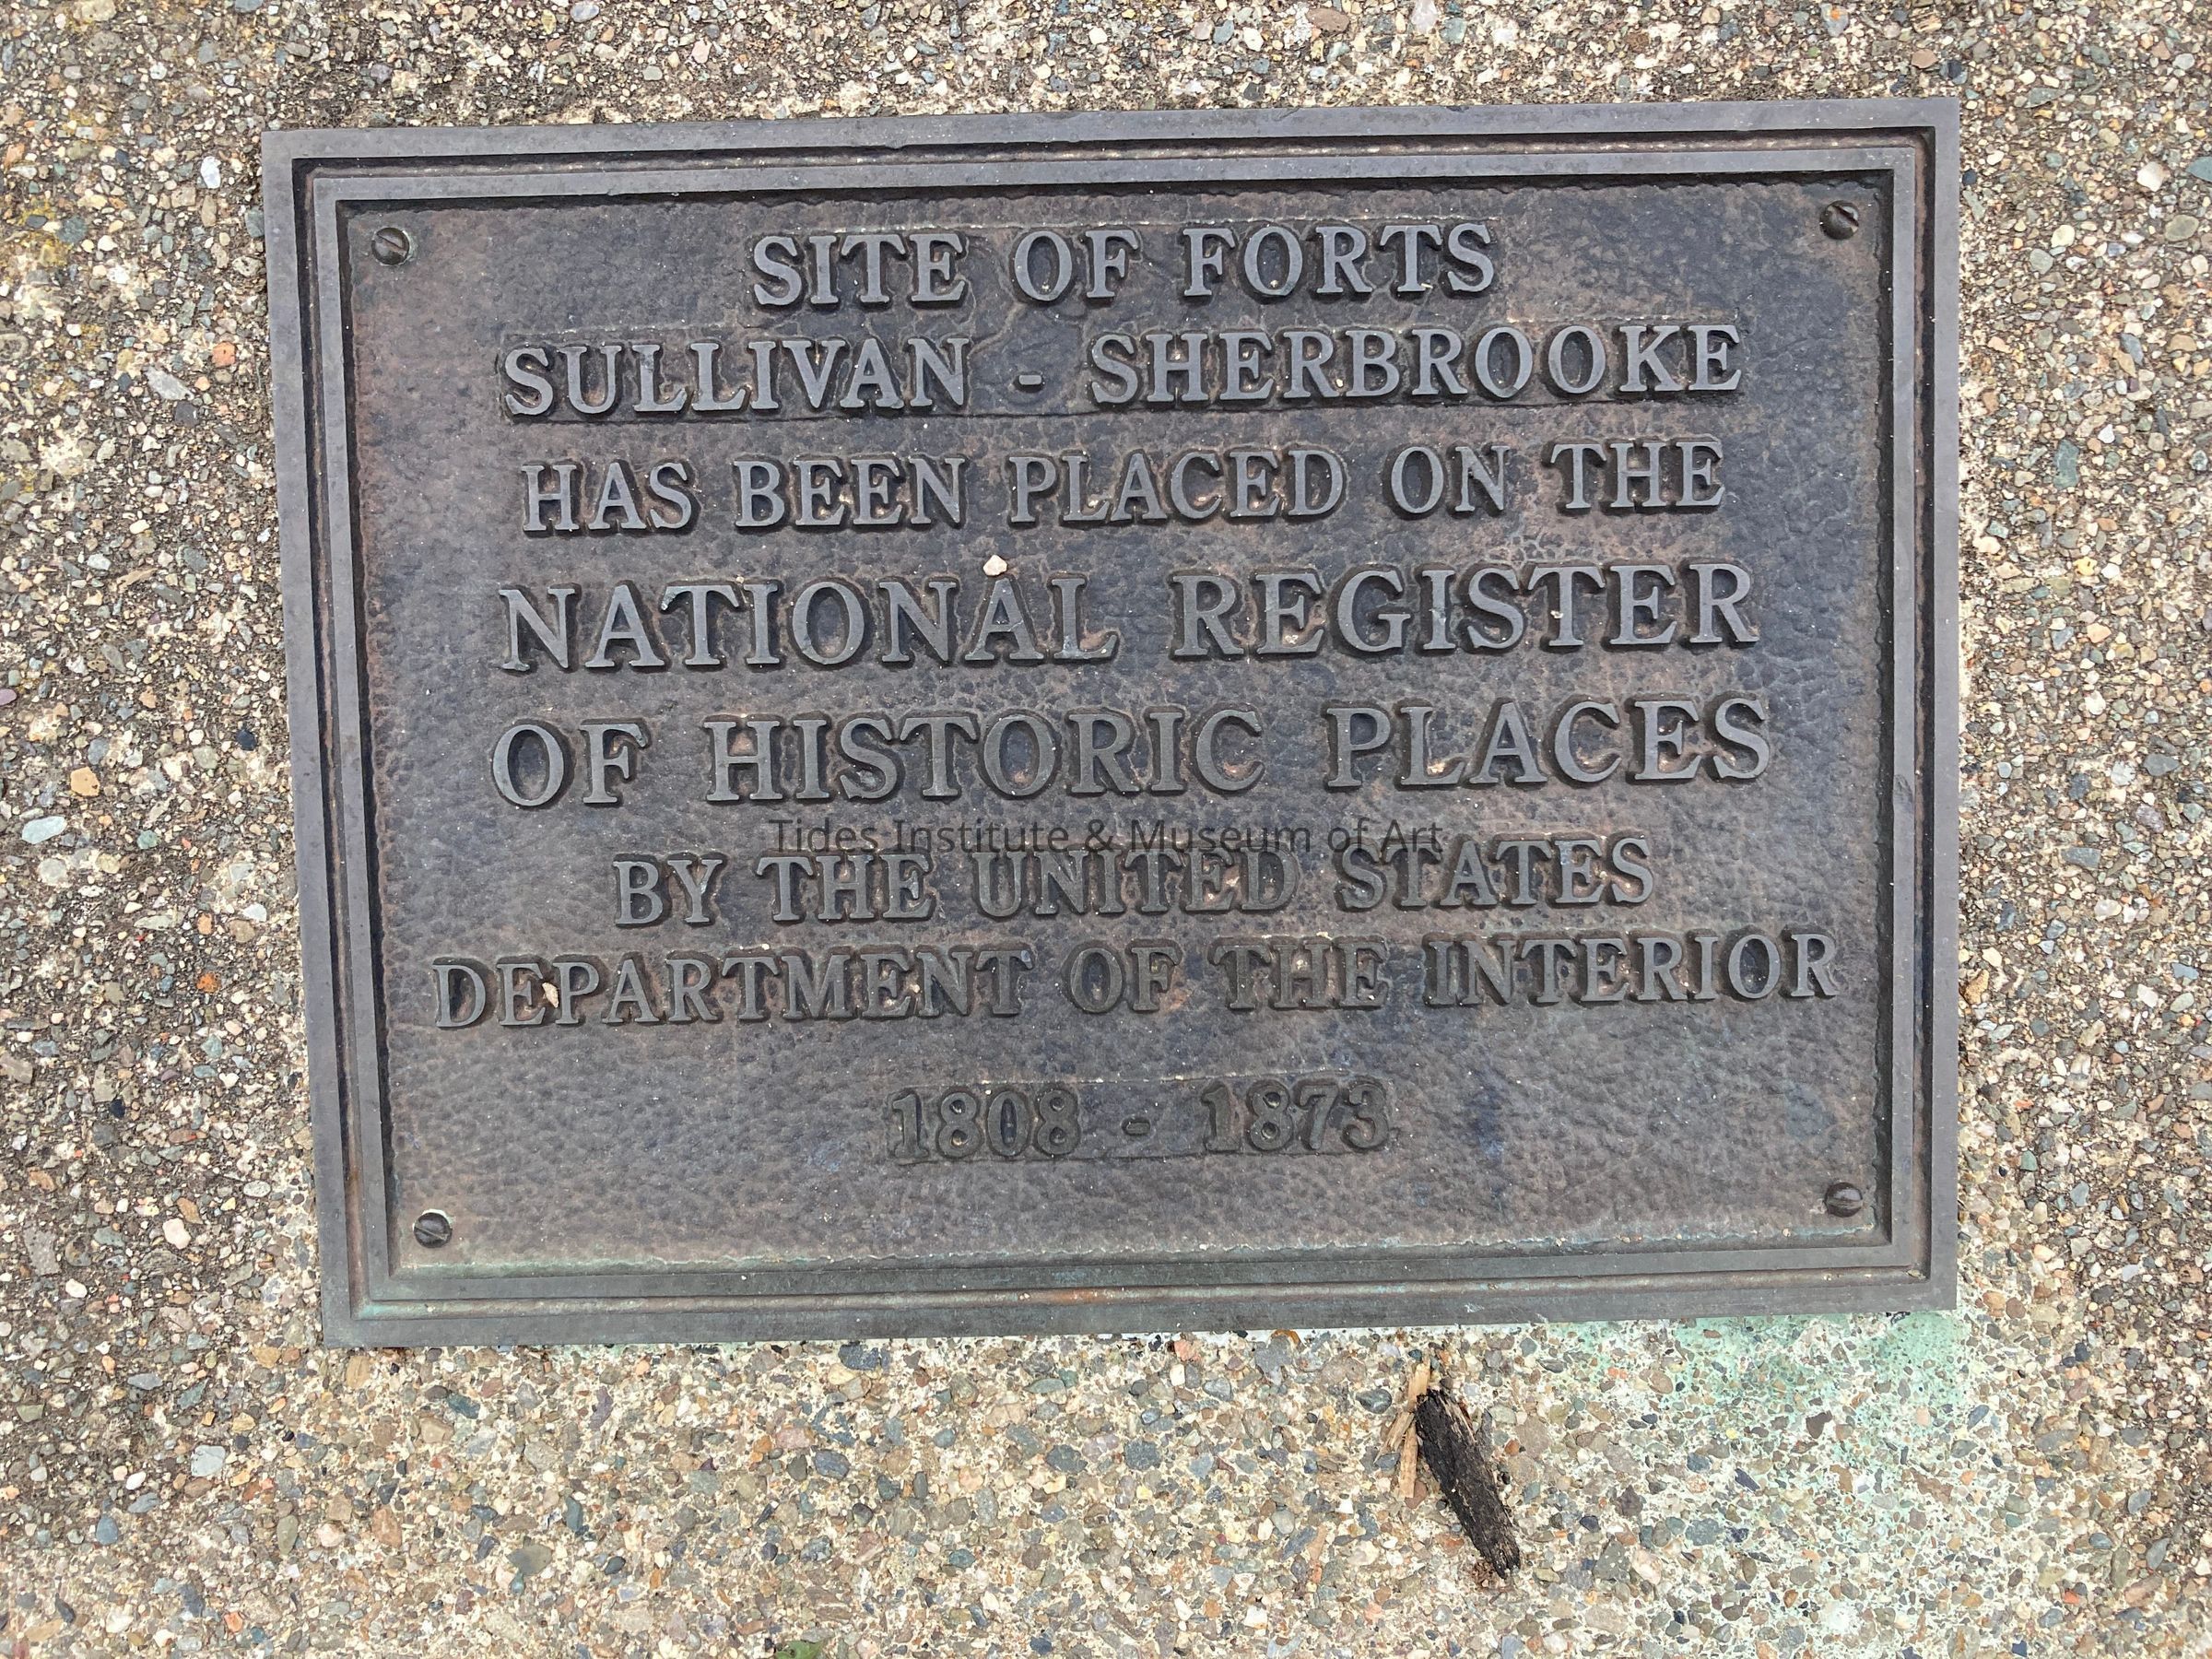 SITE OF FORTS
SULLIVAN - SHERBROOKE
HAS BEEN PLACED ON THE
NATIONAL REGISTER
OF HISTORIC PLACES
Tides Institute & Museum of Art
BY THE UNITED STATES
DEPARTMENT OF THE INTERIOR
1808 - 1873